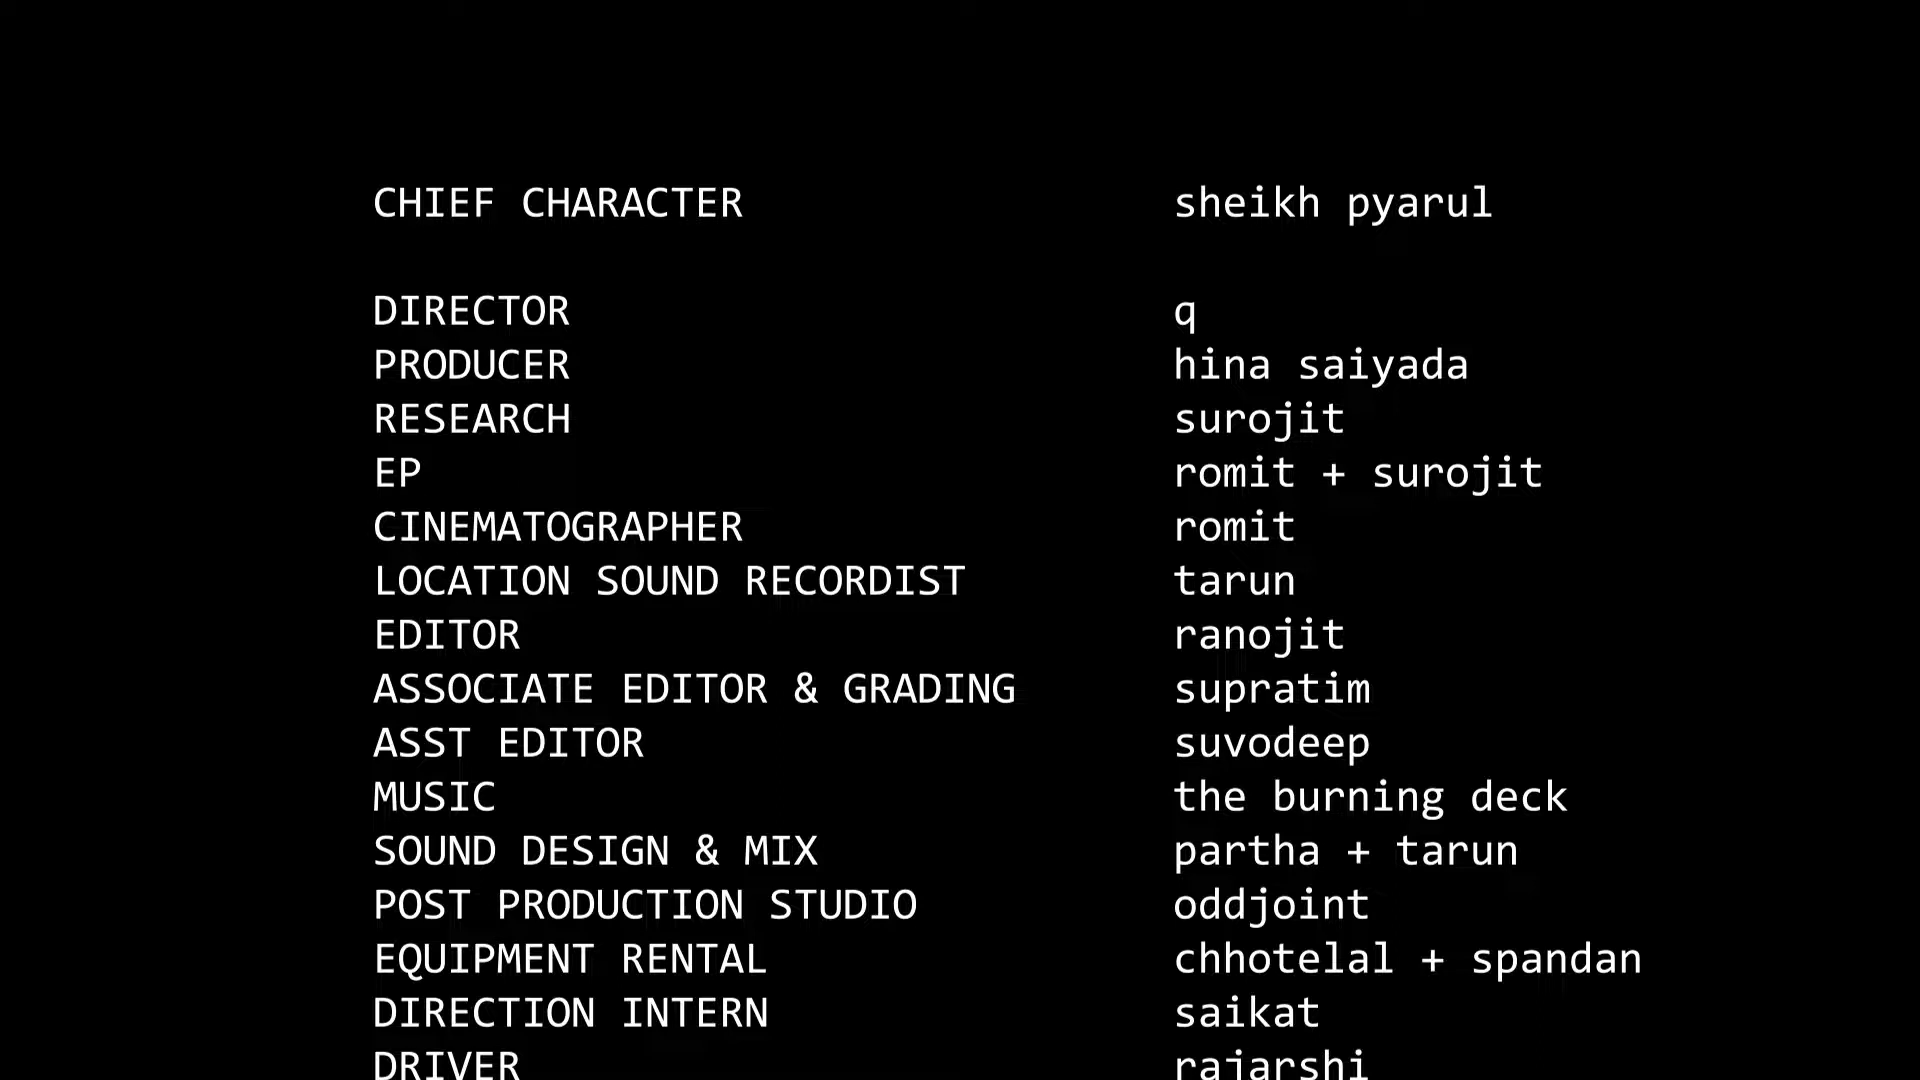 CHIEF CHARACTER sheikh pyarul
DIRECTOR q
PRODUCER hina saiyada
RESEARCH surojit
EP romit + surojit
CINEMATOGRAPHER romit
LOCATION SOUND RECORDIST tarun
EDITOR ranojit
ASSOCIATE EDITOR & GRADING supratim
ASST EDITOR suvodeep
MUSIC the burning deck
SOUND DESIGN & MIX partha + tarun
POST PRODUCTION STUDIO oddjoint
EQUIPMENT RENTAL chhotelal + spandan
DIRECTION INTERN saikat
DRIVER rajarshi